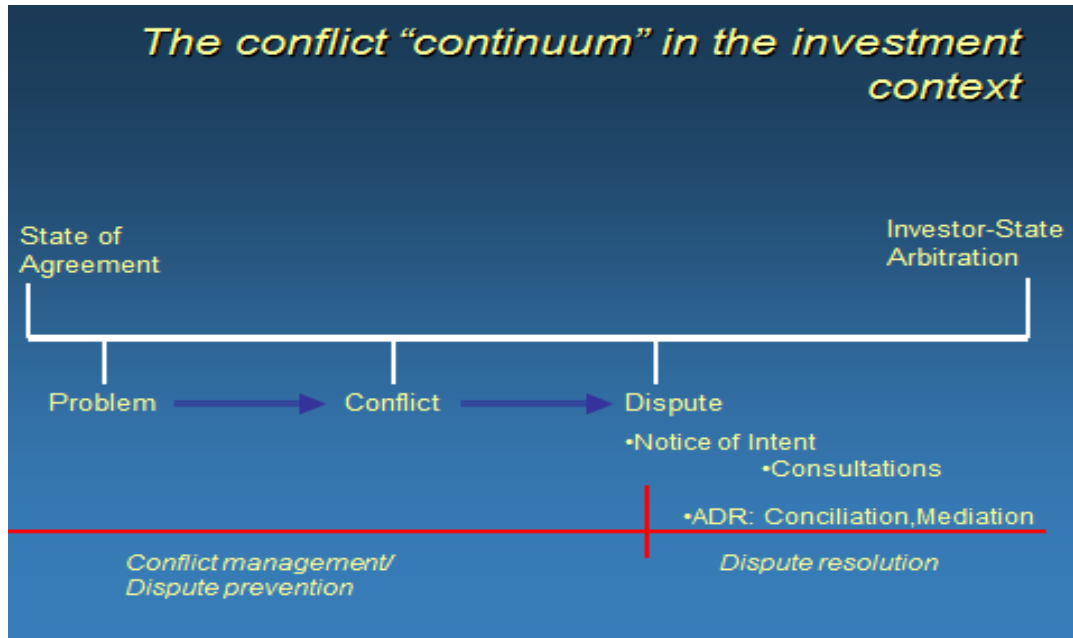 The conflict “continuum” in the investment
context
State of
Agreement
Investor-State
Arbitration
Problem
Conflict
Dispute
•Notice of Intent
•Consultations
•ADR: Conciliation,Mediation
Conflict management/
Dispute prevention
Dispute resolution